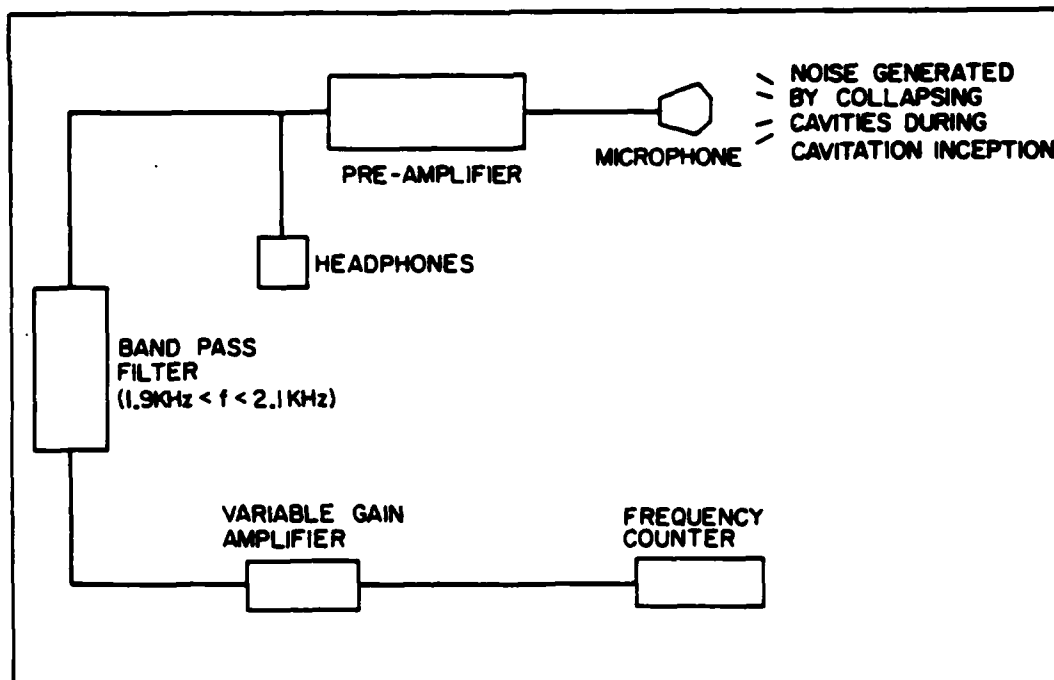 NOISE GENERATED
BY COLLAPSING
CAVITIES DURING
CAVITATION INCEPTION
MICROPHONE
PRE-AMPLIFIER
HEADPHONES
BAND PASS
FILTER
(1.9KHz < f < 2.1KHz)
VARIABLE GAIN
AMPLIFIER
FREQUENCY
COUNTER